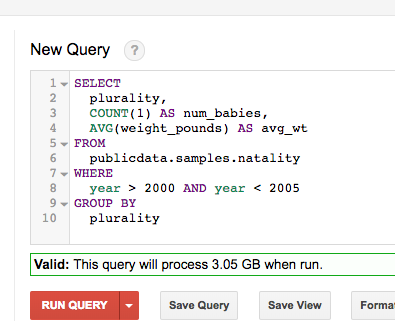 New Query ?
1 SELECT
2 plurality,
3 COUNT(1) AS num_babies,
4 AVG(weight_pounds) AS avg_wt
5 FROM
6 publicdata.samples.natality
7 WHERE
8 year > 2000 AND year < 2005
9 GROUP BY
10 plurality
Valid: This query will process 3.05 GB when run.
RUN QUERY Save Query Save View Forma